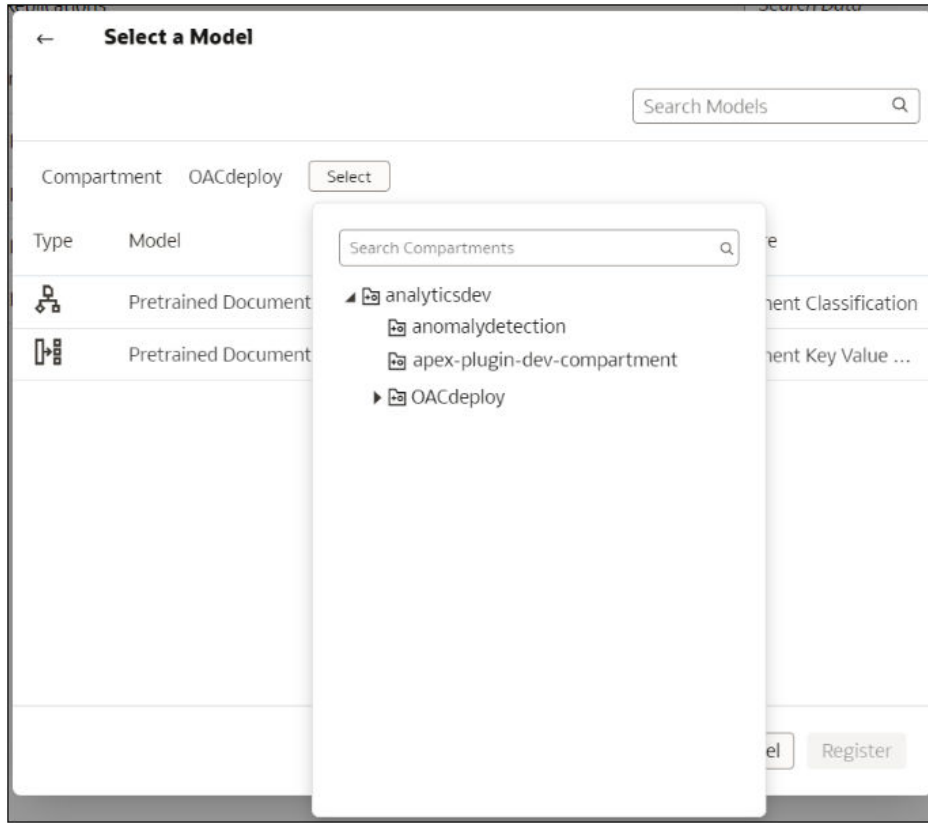 Select a Model
Search Models
Compartment OACdeploy Select
Type Model
Search Compartments
Pretrained Document
ment Classification
Pretrained Document
ment Key Value ...
analyticsdev
anomalydetection
apex-plugin-dev-compartment
OACdeploy
Register